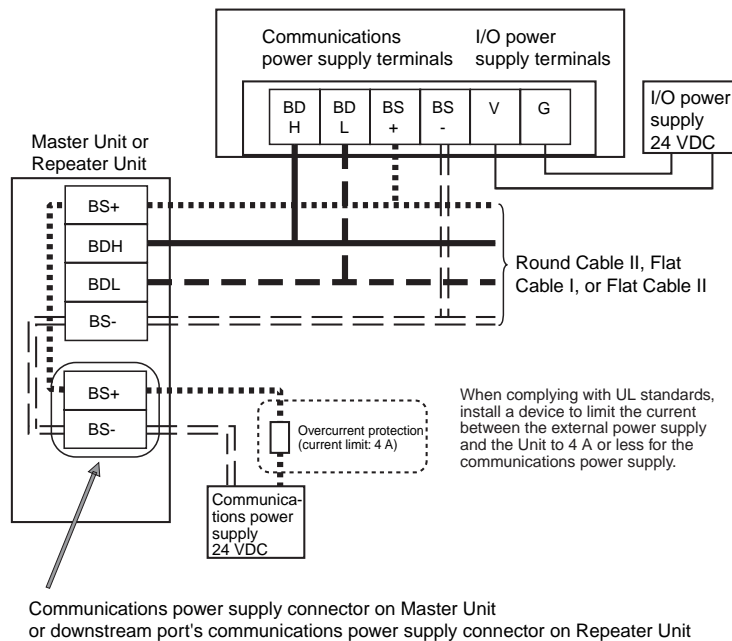 Communications
power supply terminals
I/O power
supply terminals
BD
H
BD
L
BS
+
BS
-
V
G
I/O power
supply
24 VDC
Master Unit or
Repeater Unit
BS+
BDH
BDL
BS-
Round Cable II, Flat
Cable I, or Flat Cable II
BS+
BS-
Overcurrent protection
(current limit: 4 A)
When complying with UL standards,
install a device to limit the current
between the external power supply
and the Unit to 4 A or less for the
communications power supply.
Communica-
tions power
supply
24 VDC
Communications power supply connector on Master Unit
or downstream port's communications power supply connector on Repeater Unit